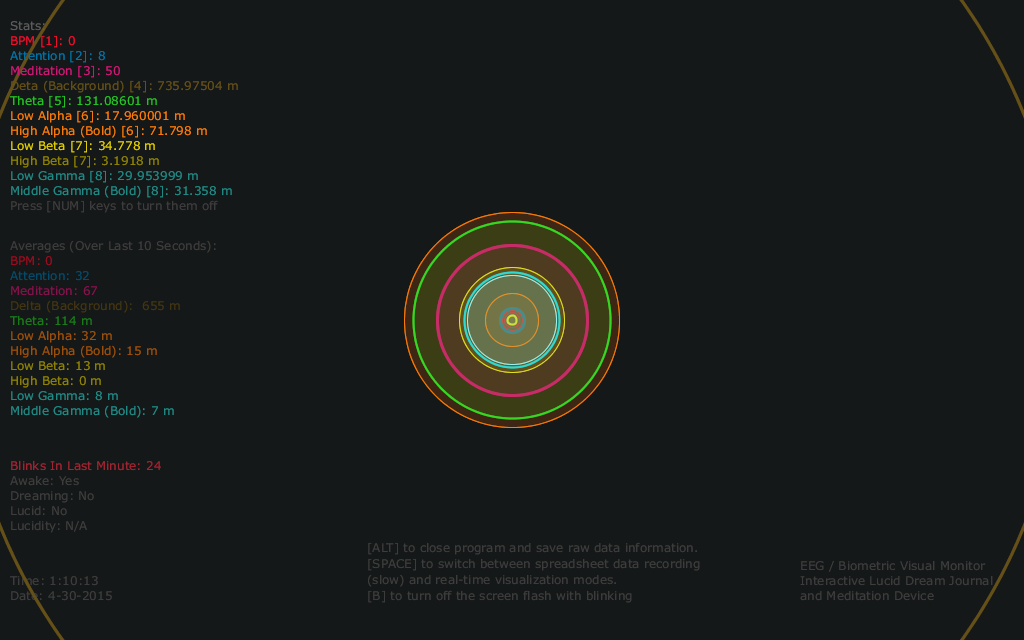 Stats:
BPM [1]: 0
Attention [2]: 8
Meditation [3]: 50
Deta (Background) [4]: 735.97504 m
Theta [5]: 131.08601 m
Low Alpha [6]: 17.960001 m
High Alpha (Bold) [6]: 71.798 m
Low Beta [7]: 34.778 m
High Beta [7]: 3.1918 m
Low Gamma [8]: 29.953999 m
Middle Gamma (Bold) [8]: 31.358 m
Press [NUM] keys to turn them off
Averages (Over Last 10 Seconds):
BPM: 0
Attention: 32
Meditation: 67
Delta (Background): 655 m
Theta: 114 m
Low Alpha: 32 m
High Alpha (Bold): 15 m
Low Beta: 13 m
High Beta: 0 m
Low Gamma: 8 m
Middle Gamma (Bold): 7 m
Blinks In Last Minute: 24
Awake: Yes
Dreaming: No
Lucid: No
Lucidity: N/A
Time: 1:10:13
Date: 4-30-2015
[ALT] to close program and save raw data information.
[SPACE] to switch between spreadsheet data recording
(slow) and real-time visualization modes.
[B] to turn off the screen flash with blinking
EEG / Biometric Visual Monitor
Interactive Lucid Dream Journal
and Meditation Device